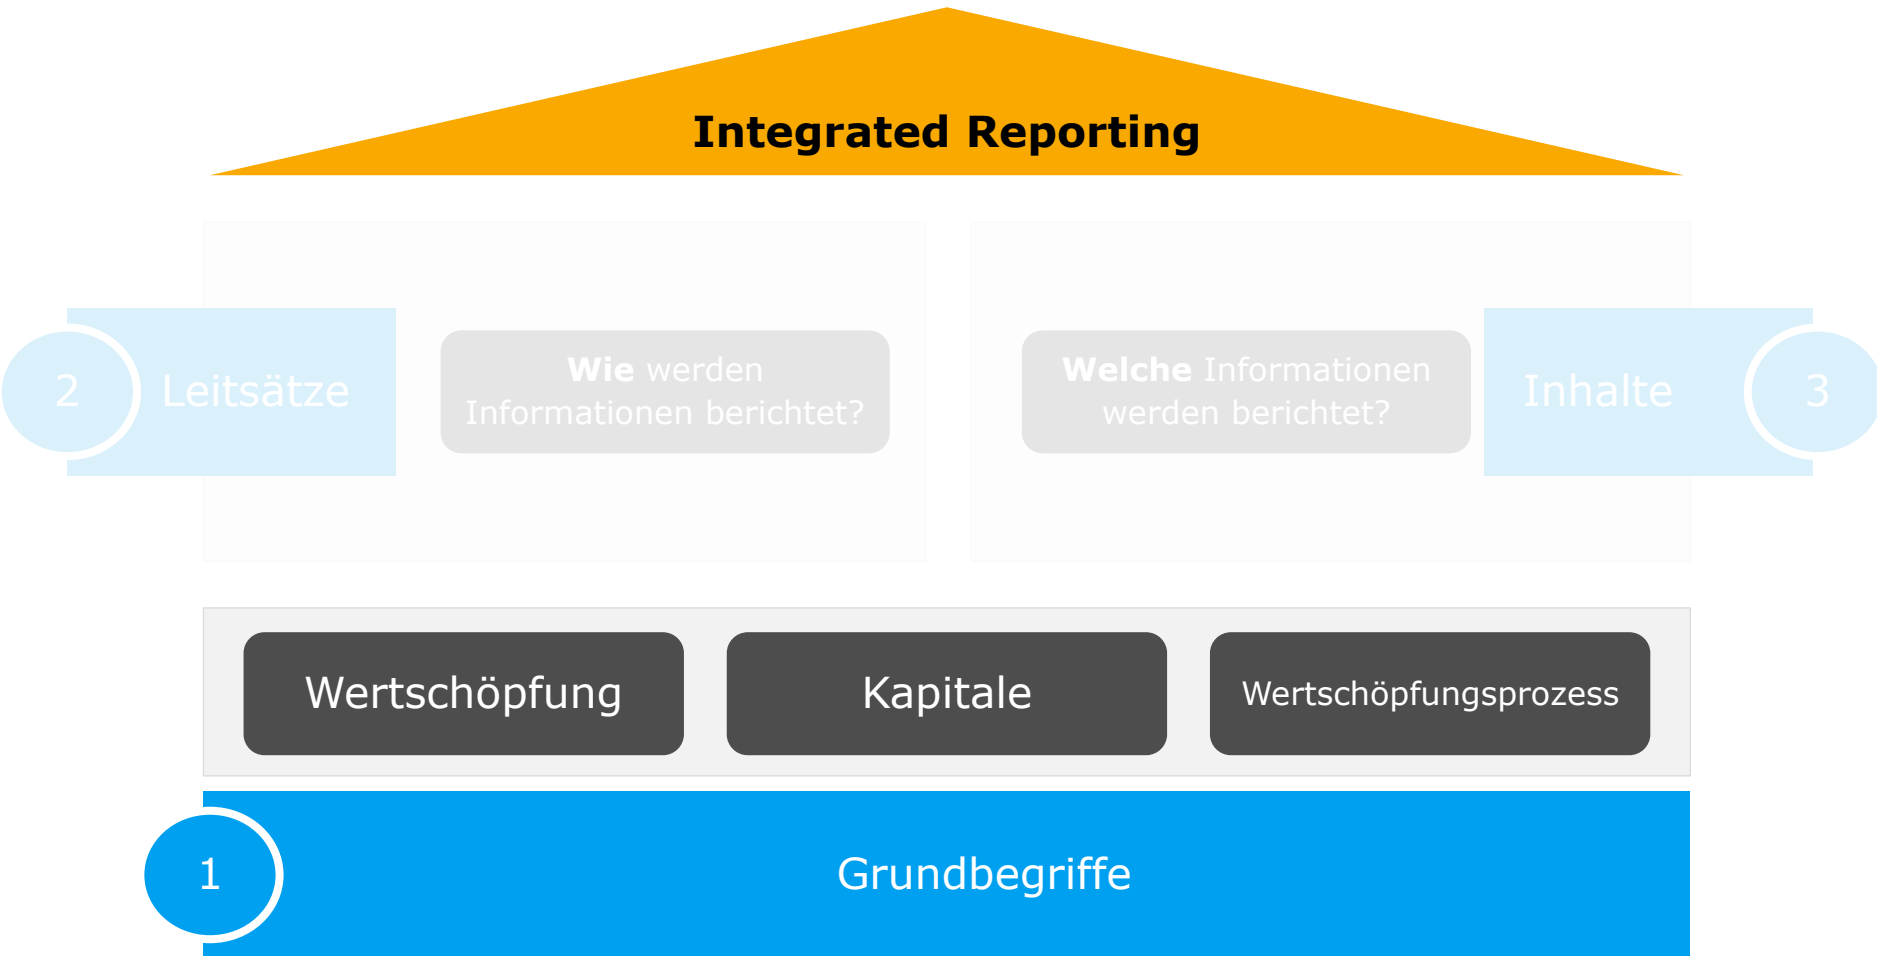 Integrated Reporting
2
Leitsätze
Wie werden
Informationen berichtet?
Welche Informationen
werden berichtet?
Inhalte
3
Wertschöpfung
Kapitale
Wertschöpfungsprozess
1
Grundbegriffe